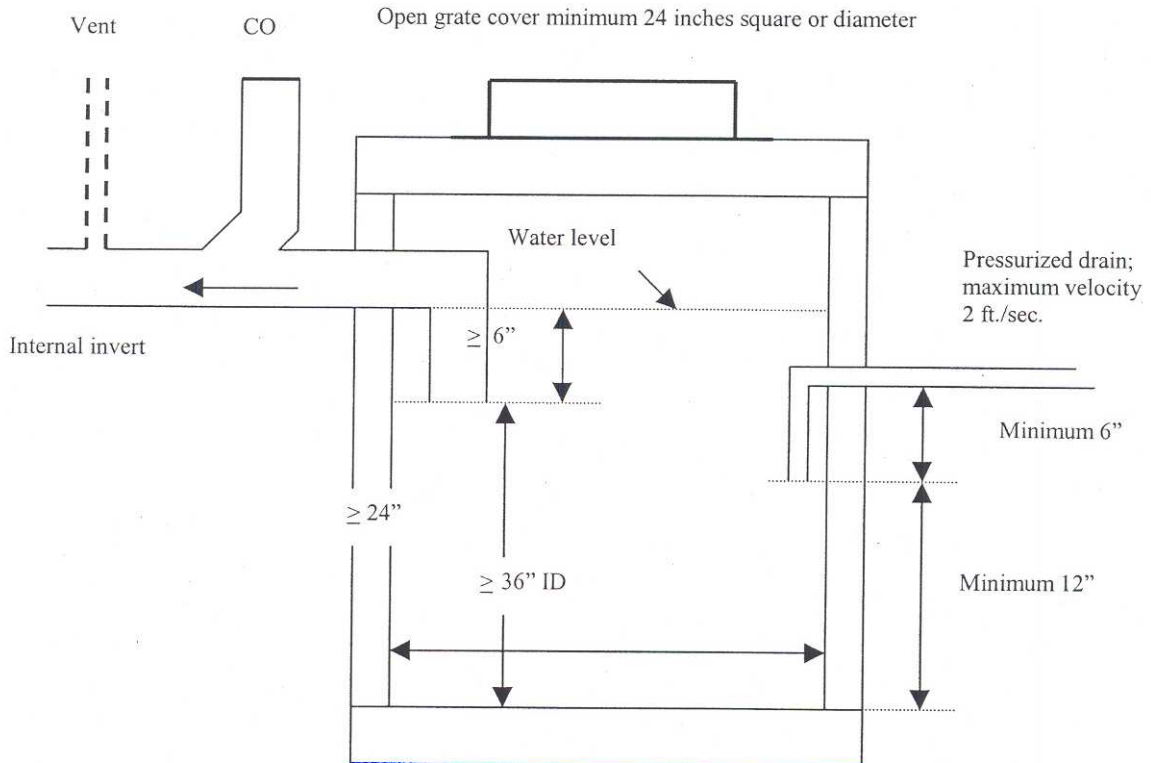 Vent
CO
Open grate cover minimum 24 inches square or diameter
Water level
Pressurized drain;
maximum velocity
2 ft./sec.
≥ 6”
Internal invert
Minimum 6”
≥ 24”
≥ 36” ID
Minimum 12”